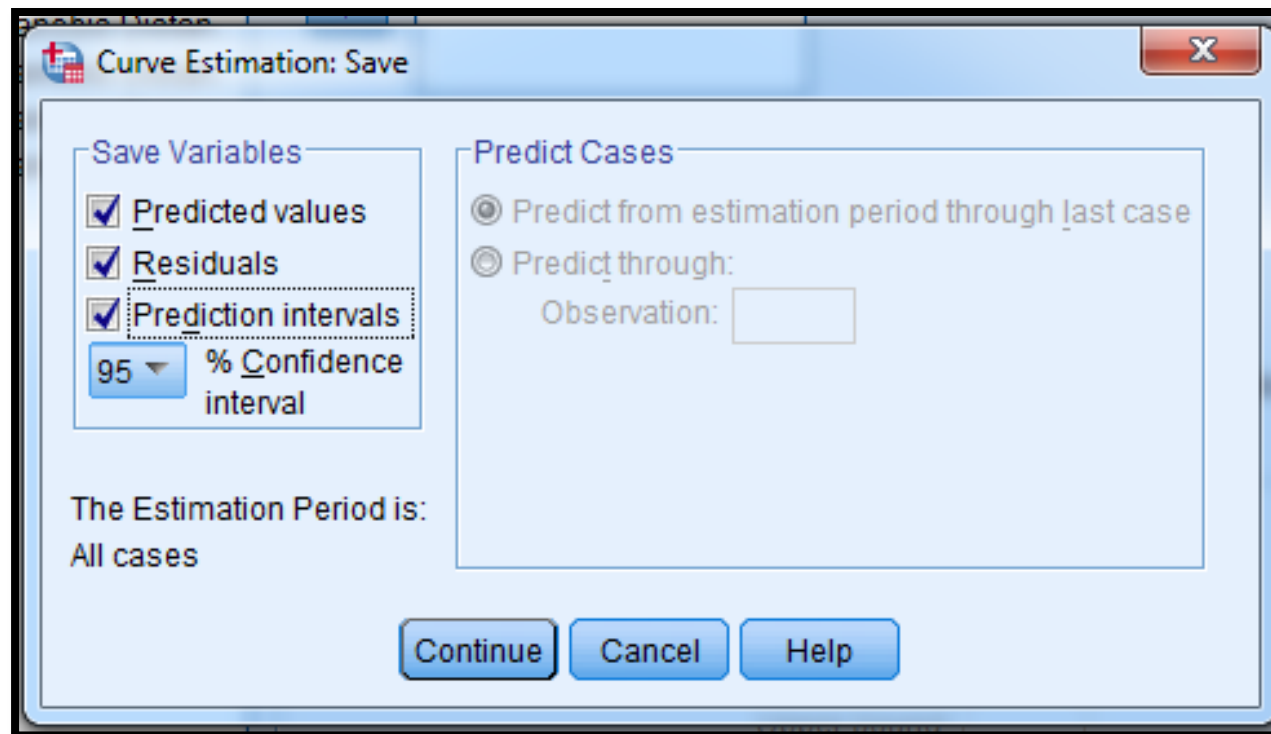 Curve Estimation: Save
Save Variables
Predicted values
Residuals
Prediction intervals
95
% Confidence
interval
The Estimation Period is:
All cases
Predict Cases
Predict from estimation period through last case
Predict through:
Observation:
Continue
Cancel
Help